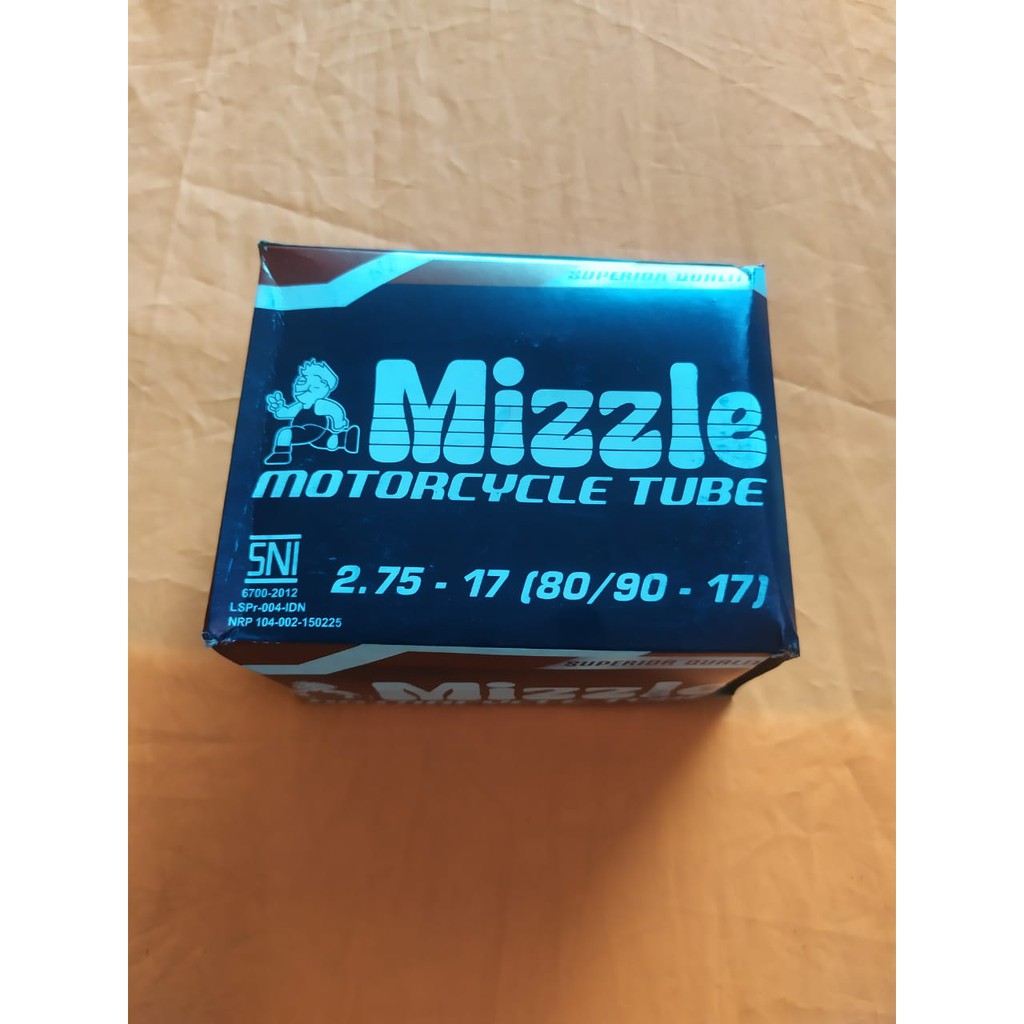 SUPERIOR QUALITY
Mizzle
MOTORCYCLE TUBE
SNI
6700-2012
LSPr-004-IDN
NRP 104-002-150225
2.75 - 17 (80/90 - 17)
SUPERIOR QUALIT
Mizzle